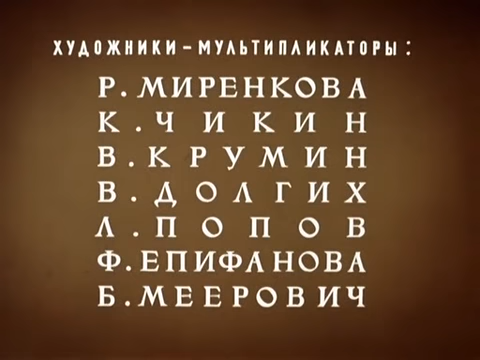 ХУДОЖНИКИ-МУЛЬТИПЛИКАТОРЫ:
Р. МИРЕНКОВА
К. ЧИКИН
В. КРУМИН
В. ДОЛГИХ
Л. ПОПОВ
Ф. ЕПИФАНОВА
Б. МЕЕРОВИЧ